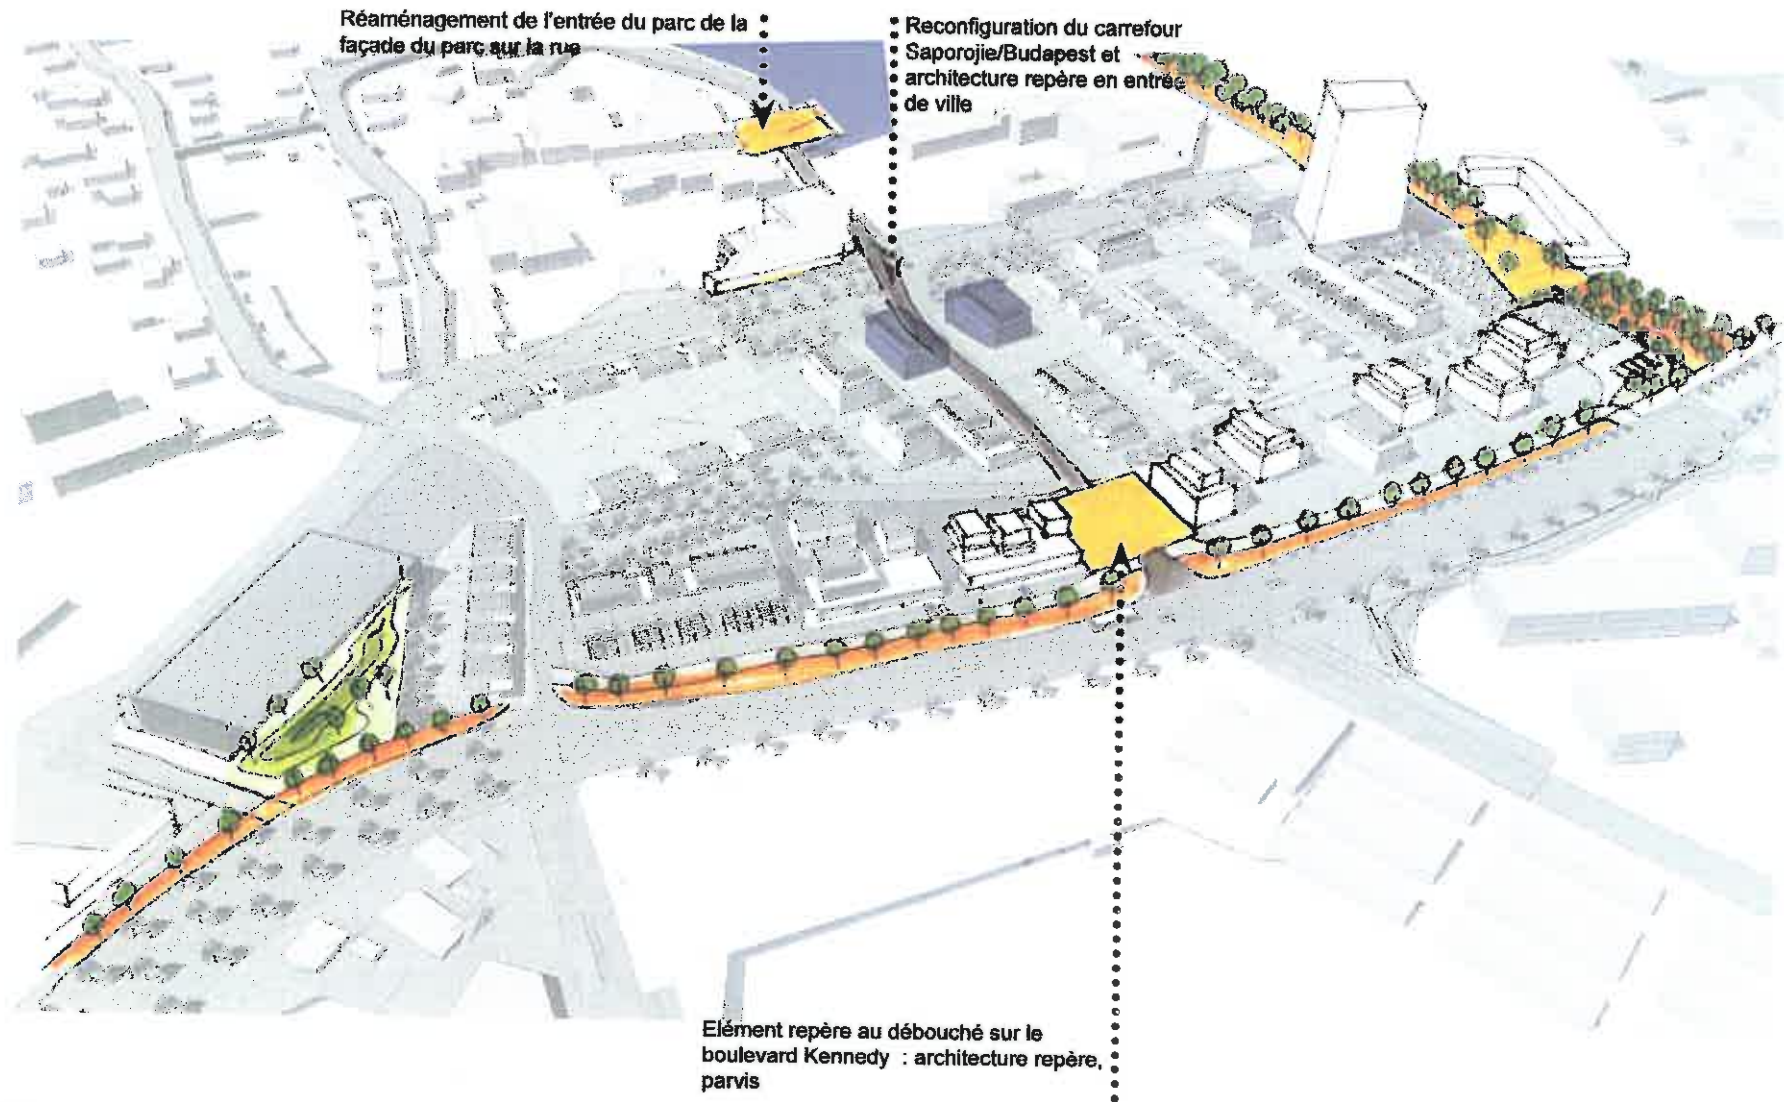 Réaménagement de l'entrée du parc de la
façade du parc sur la rue
Reconfiguration du carrefour
Saporojie/Budapest et
architecture repère en entrée
de ville
Elément repère au débouché sur le
boulevard Kennedy : architecture repère,
parvis